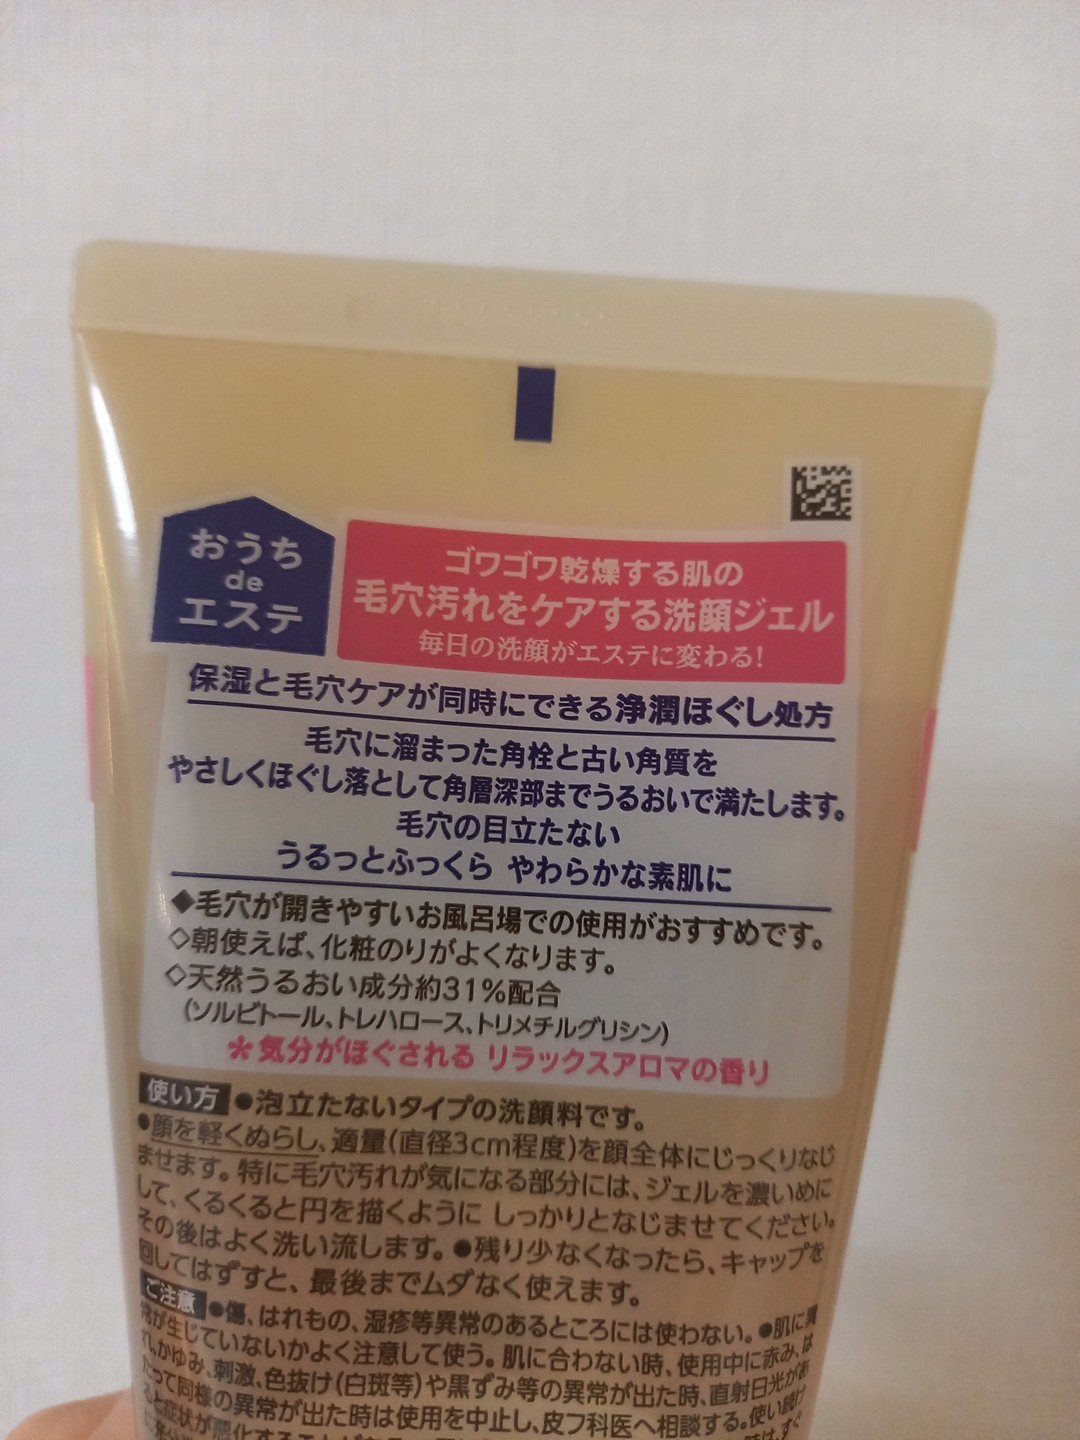 おうち
de
エステ
ゴワゴワ乾燥する肌の
毛穴汚れをケアする洗顔ジェル
毎日の洗顔がエステに変わる!
保湿と毛穴ケアが同時にできる浄潤ほぐし処方
毛穴に溜まった角栓と古い角質を
やさしくほぐし落として角層深部までうるおいで満たします。
毛穴の目立たない
うるっとふっくら やわらかな素肌に
◆毛穴が開きやすいお風呂場での使用がおすすめです。
◇朝使えば、化粧のりがよくなります。
◇天然うるおい成分約31%配合
(ソルビトール、トレハロース、トリメチルグリシン)
*気分がほぐされる リラックスアロマの香り
使い方 ●泡立たないタイプの洗顔料です。
●顔を軽くぬらし、適量(直径3cm程度)を顔全体にじっくりなじ
ませます。特に毛穴汚れが気になる部分には、ジェルを濃いめに
して、くるくると円を描くように しっかりとなじませてください。
その後はよく洗い流します。●残り少なくなったら、キャップを
回してはずすと、最後までムダなく使えます。
ご注意 ●傷、はれもの、湿疹等異常のあるところには使わない。●肌に異
常が生じていないかよく注意して使う。肌に合わない時、使用中に赤み、は
れ、かゆみ、刺激、色抜け(白斑等)や黒ずみ等の異常が出た時、直射日光があ
たって同様の異常が出た時は使用を中止し、皮フ科医へ相談する。使い続け
ると症状が悪化することがある。